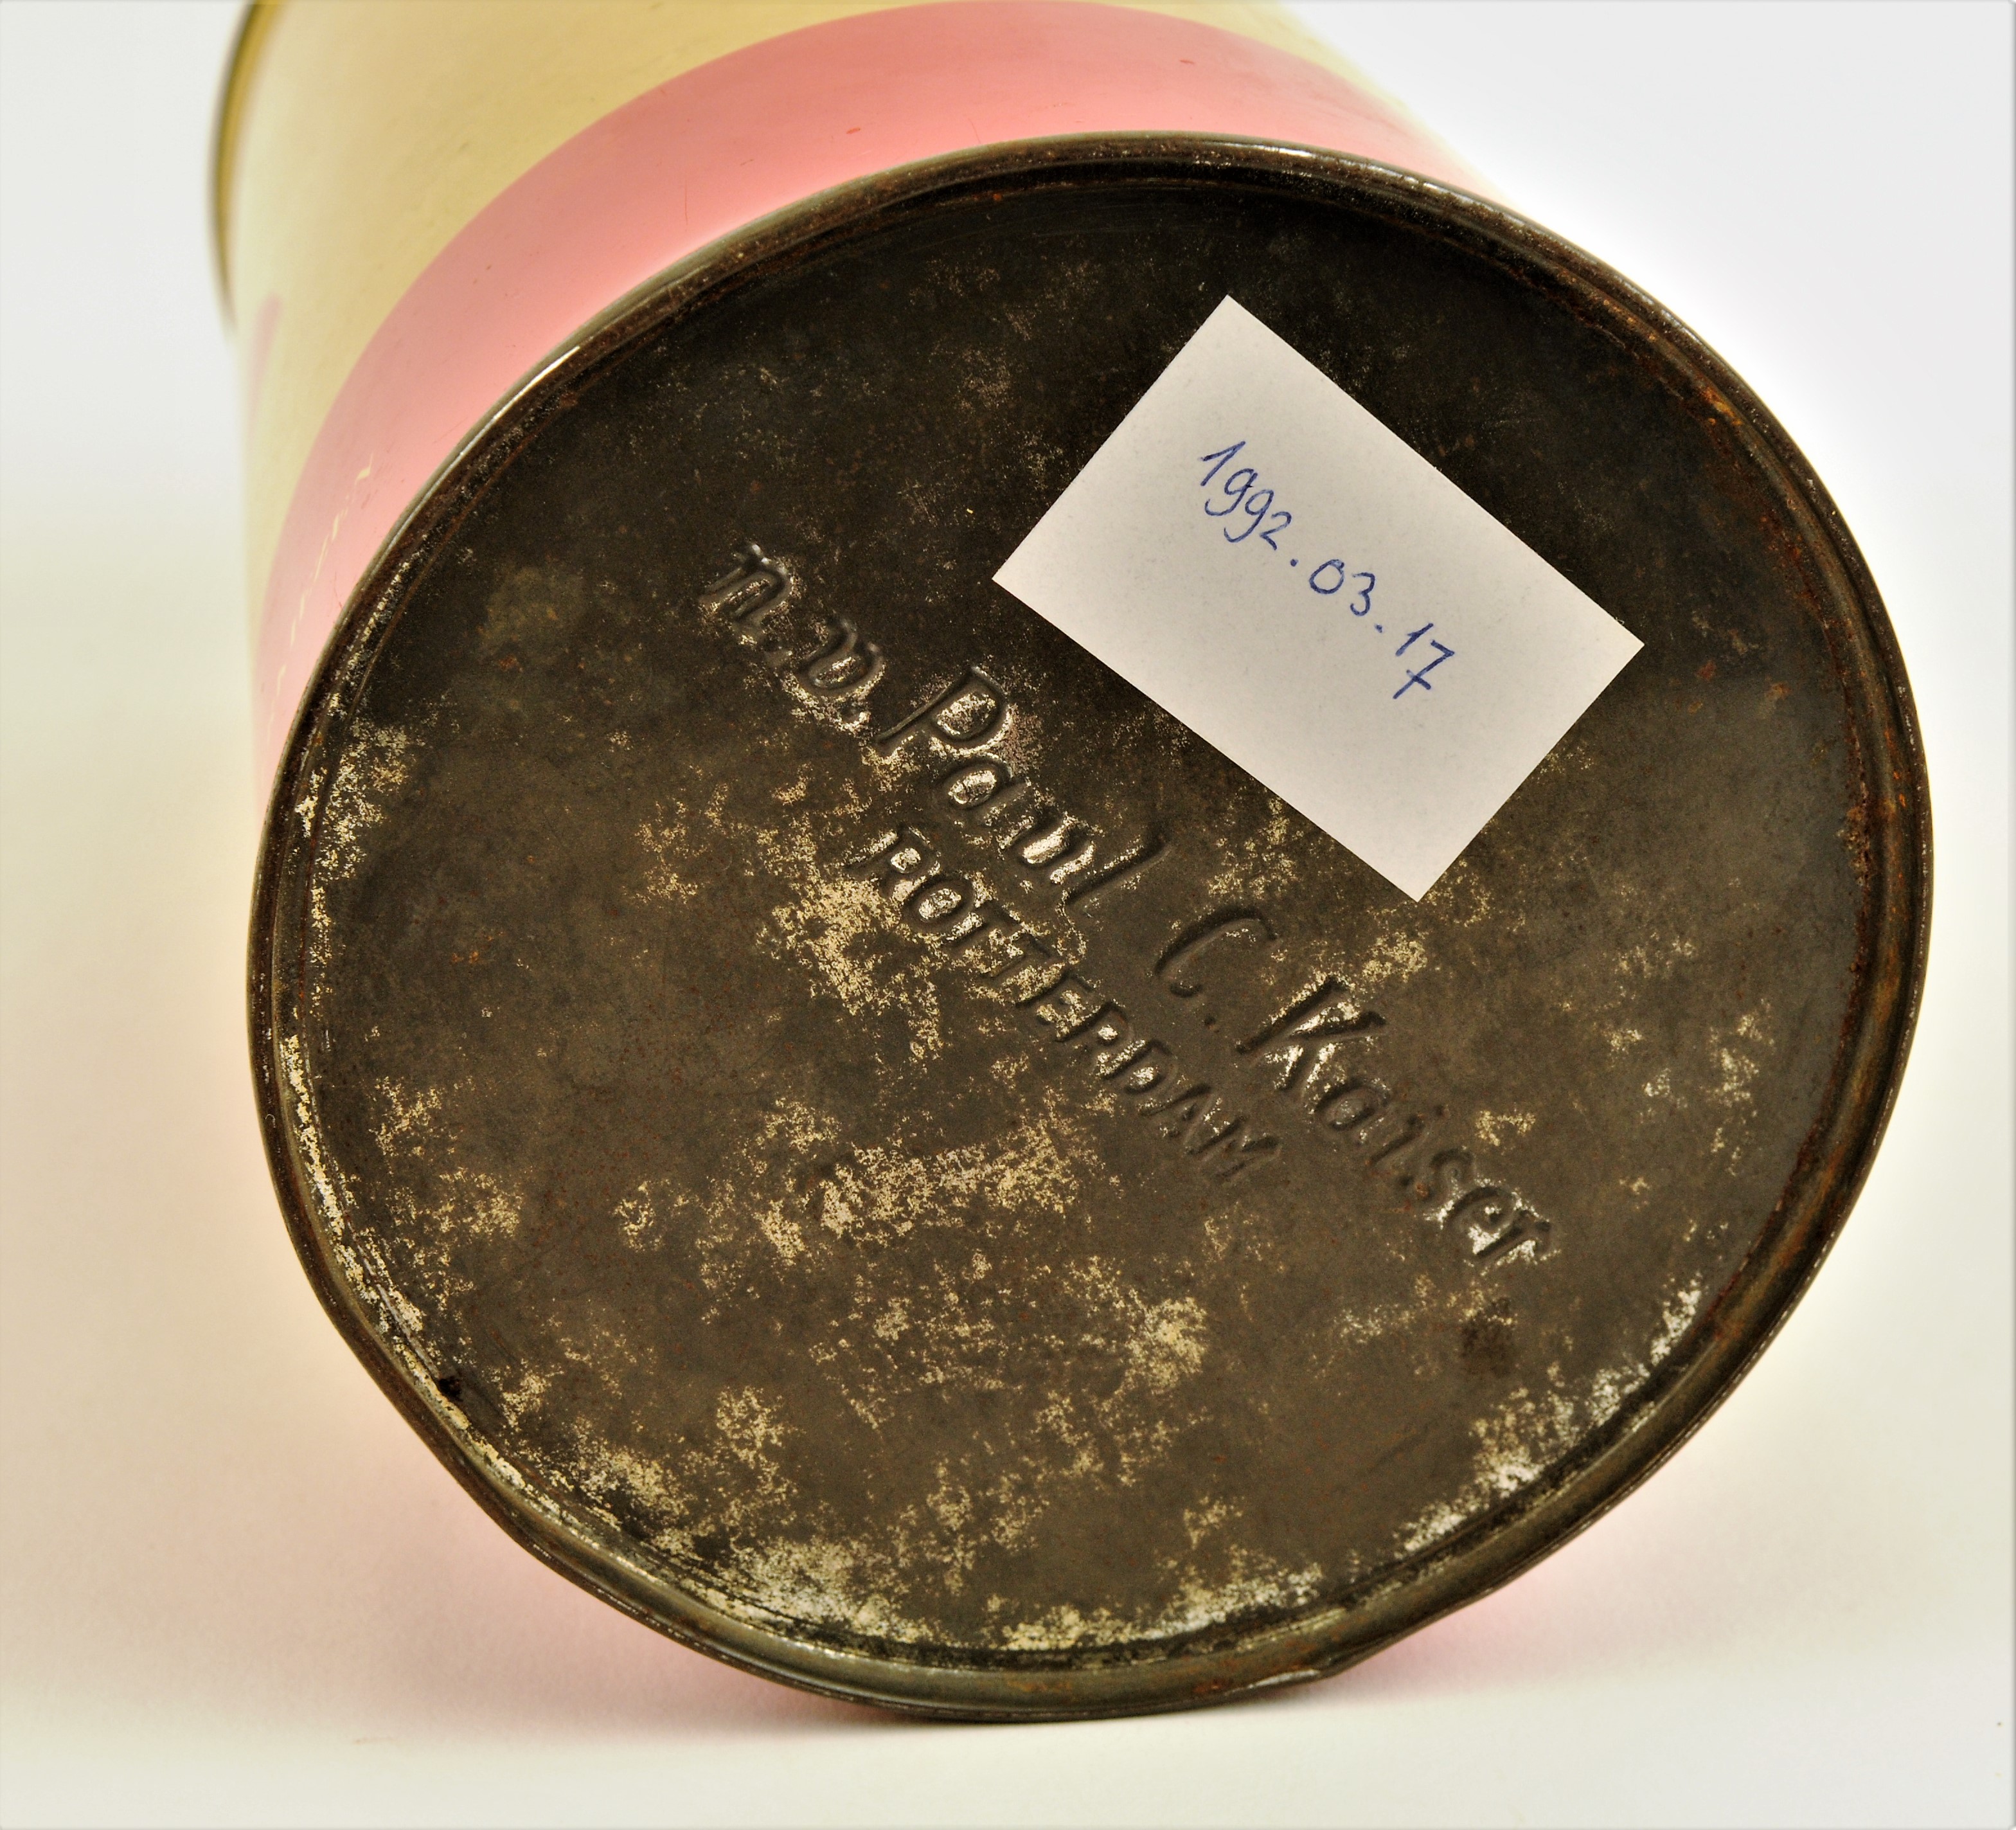 1992.03.17
n.v. Paul C. Kaiser
ROTTERDAM